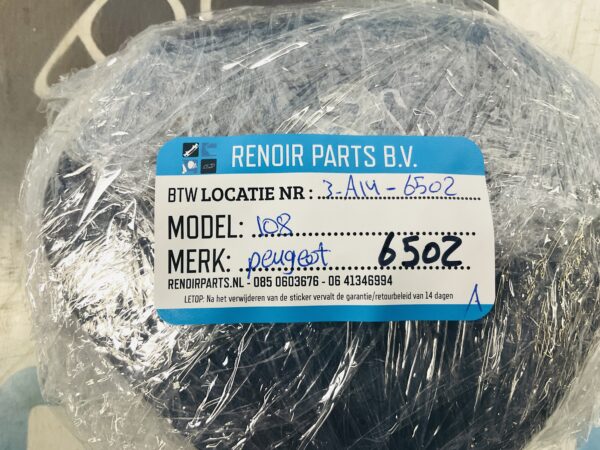 RENOIR PARTS B.V.
BTW LOCATIE NR : 3-A14-6502
MODEL: 108
MERK: peugeot 6502
RENOIRPARTS.NL - 085 0603676 - 06 41346994
LETOP: Na het verwijderen van de sticker vervalt de garantie/retourbeleid van 14 dagen
A